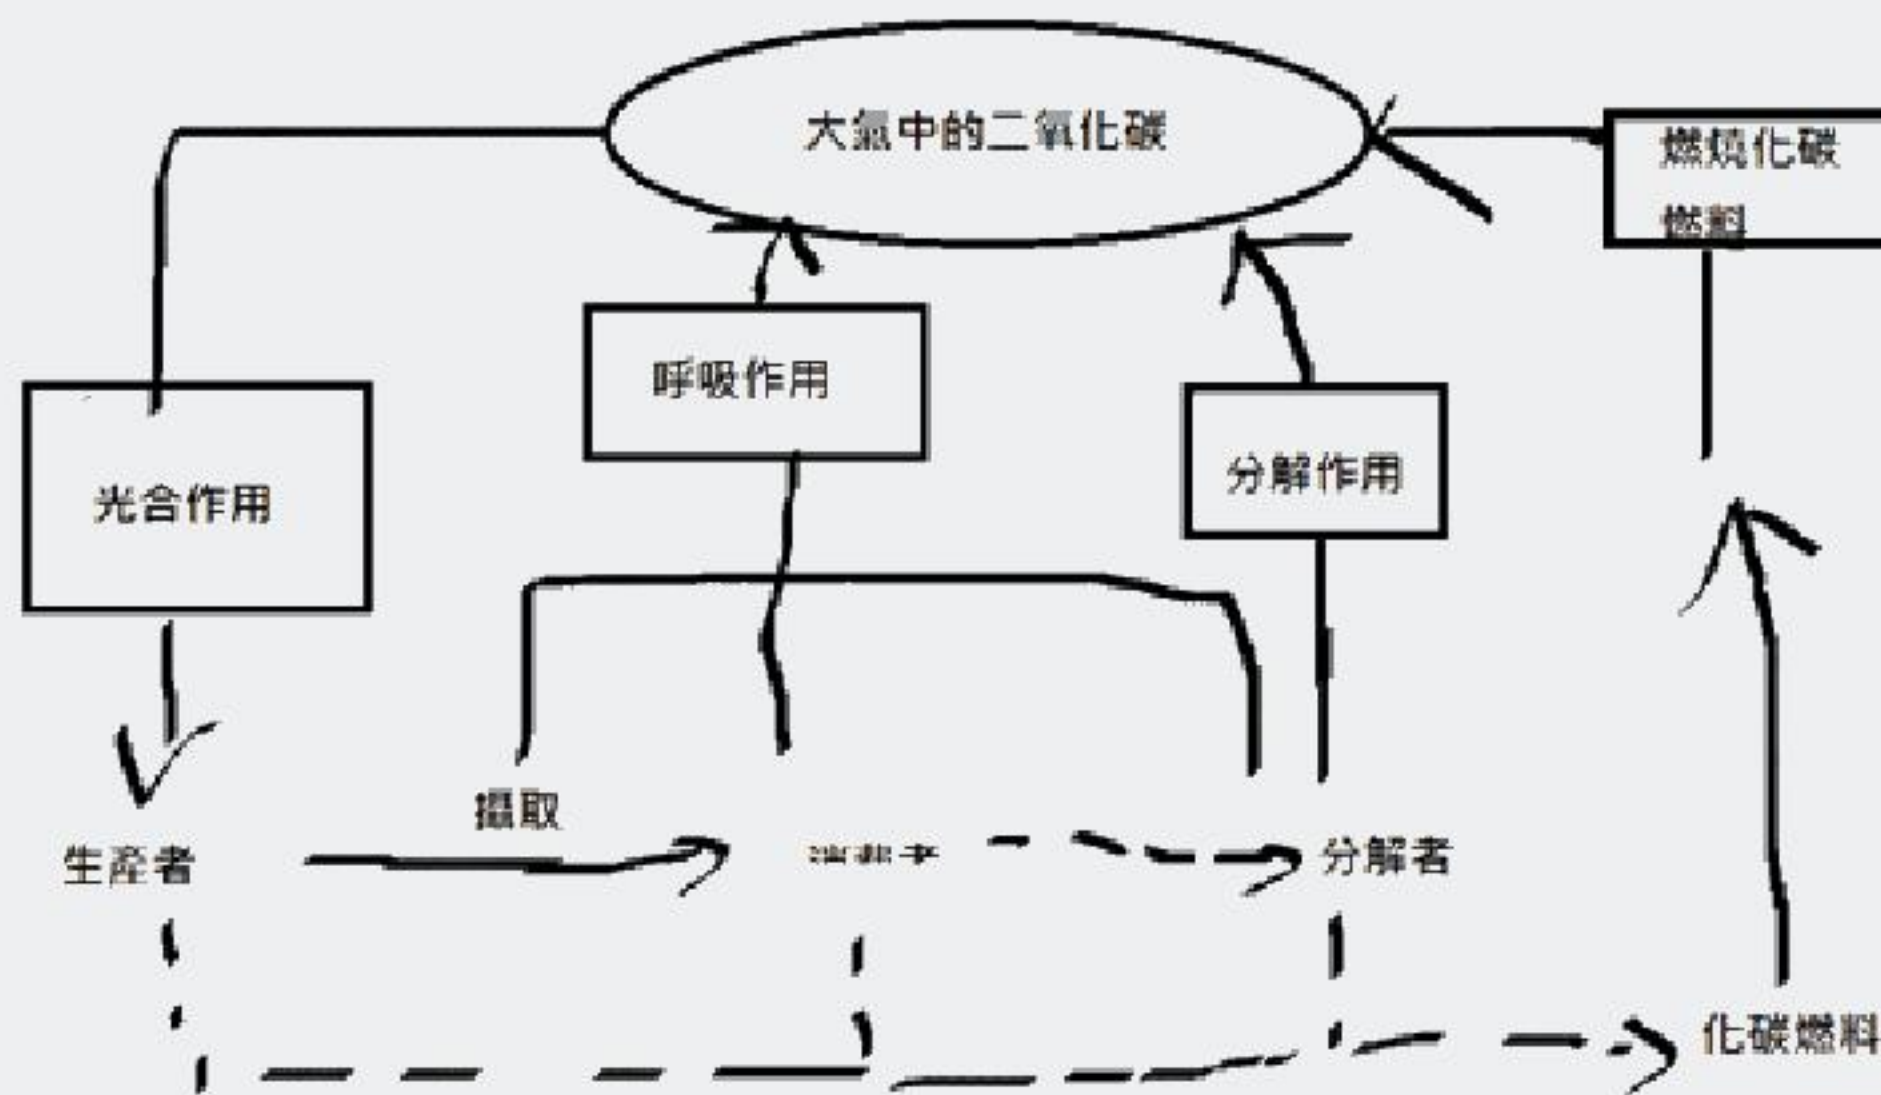 大氣中的二氧化碳
燃燒化碳
燃料
呼吸作用
分解作用
光合作用
攝取
生產者
分解者
化碳燃料